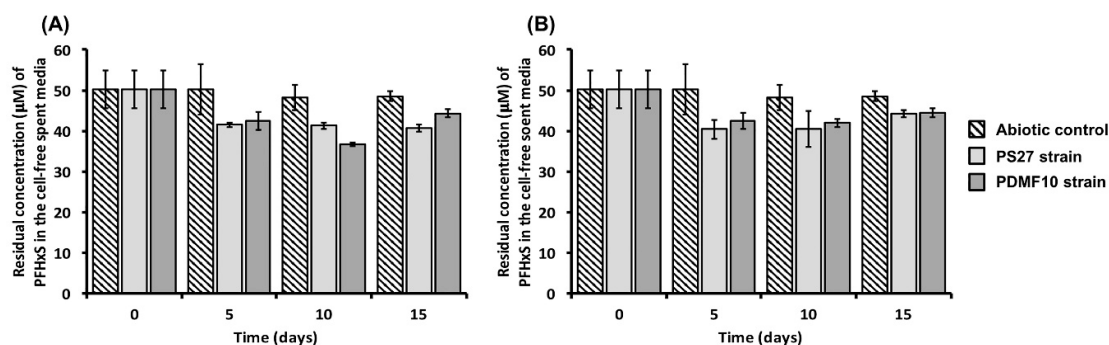 (A)
Residual concentration (µM) of
PFHxS in the cell-free spent media
60
50
40
30
20
10
0
0 5 10 15
Time (days)
(B)
Residual concentration (µM) of
PFHxS in the cell-free spent media
60
50
40
30
20
10
0
0 5 10 15
Time (days)
Abiotic control
PS27 strain
PDMF10 strain